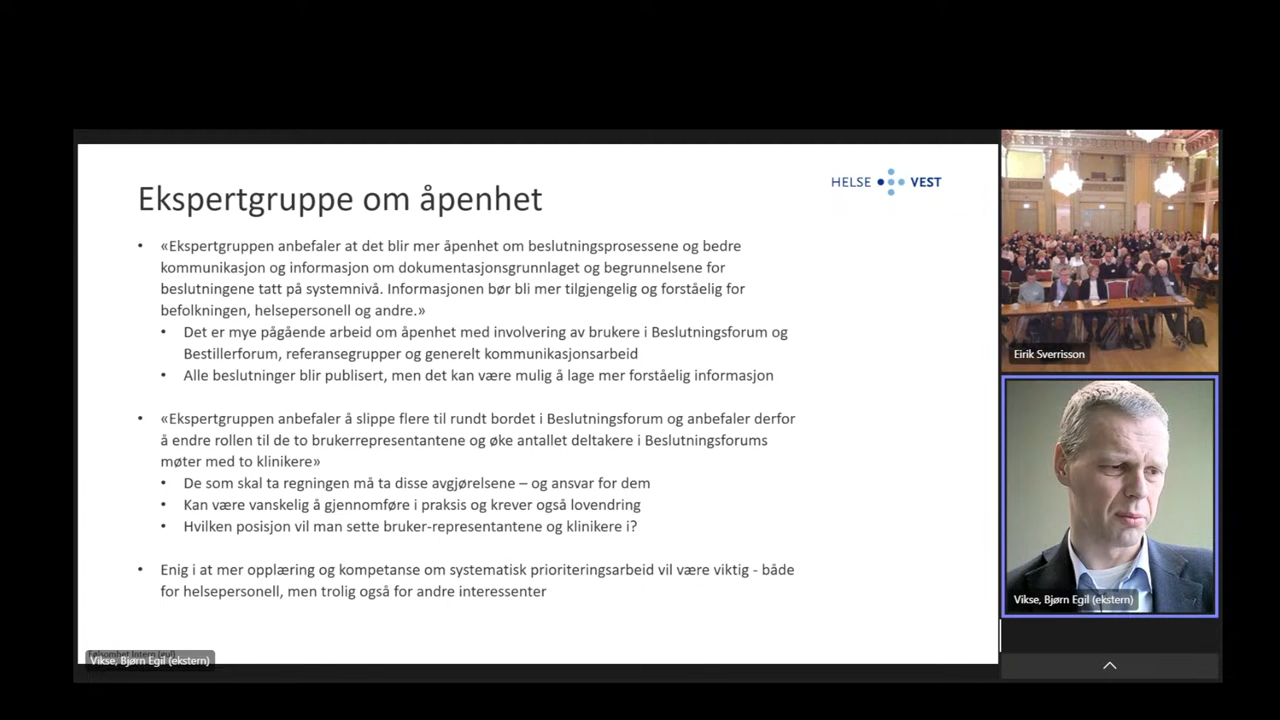 Ekspertgruppe om åpenhet
HELSE VEST
• «Ekspertgruppen anbefaler at det blir mer åpenhet om beslutningsprosessene og bedre
kommunikasjon og informasjon om dokumentasjonsgrunnlaget og begrunnelsene for
beslutningene tatt på systemnivå. Informasjonen bør bli mer tilgjengelig og forståelig for
befolkningen, helsepersonell og andre.»
• Det er mye pågående arbeid om åpenhet med involvering av brukere i Beslutningsforum og
Bestillerforum, referansegrupper og generelt kommunikasjonsarbeid
• Alle beslutninger blir publisert, men det kan være mulig å lage mer forståelig informasjon
• «Ekspertgruppen anbefaler å slippe flere til rundt bordet i Beslutningsforum og anbefaler derfor
å endre rollen til de to brukerrepresentantene og øke antallet deltakere i Beslutningsforums
møter med to klinikere»
• De som skal ta regningen må ta disse avgjørelsene – og ansvar for dem
• Kan være vanskelig å gjennomføre i praksis og krever også lovendring
• Hvilken posisjon vil man sette bruker-representantene og klinikere i?
• Enig i at mer opplæring og kompetanse om systematisk prioriteringsarbeid vil være viktig - både
for helsepersonell, men trolig også for andre interessenter
Følsomhet Intern (gul)
Vikse, Bjørn Egil (ekstern)
Eirik Sverrisson
Vikse, Bjørn Egil (ekstern)